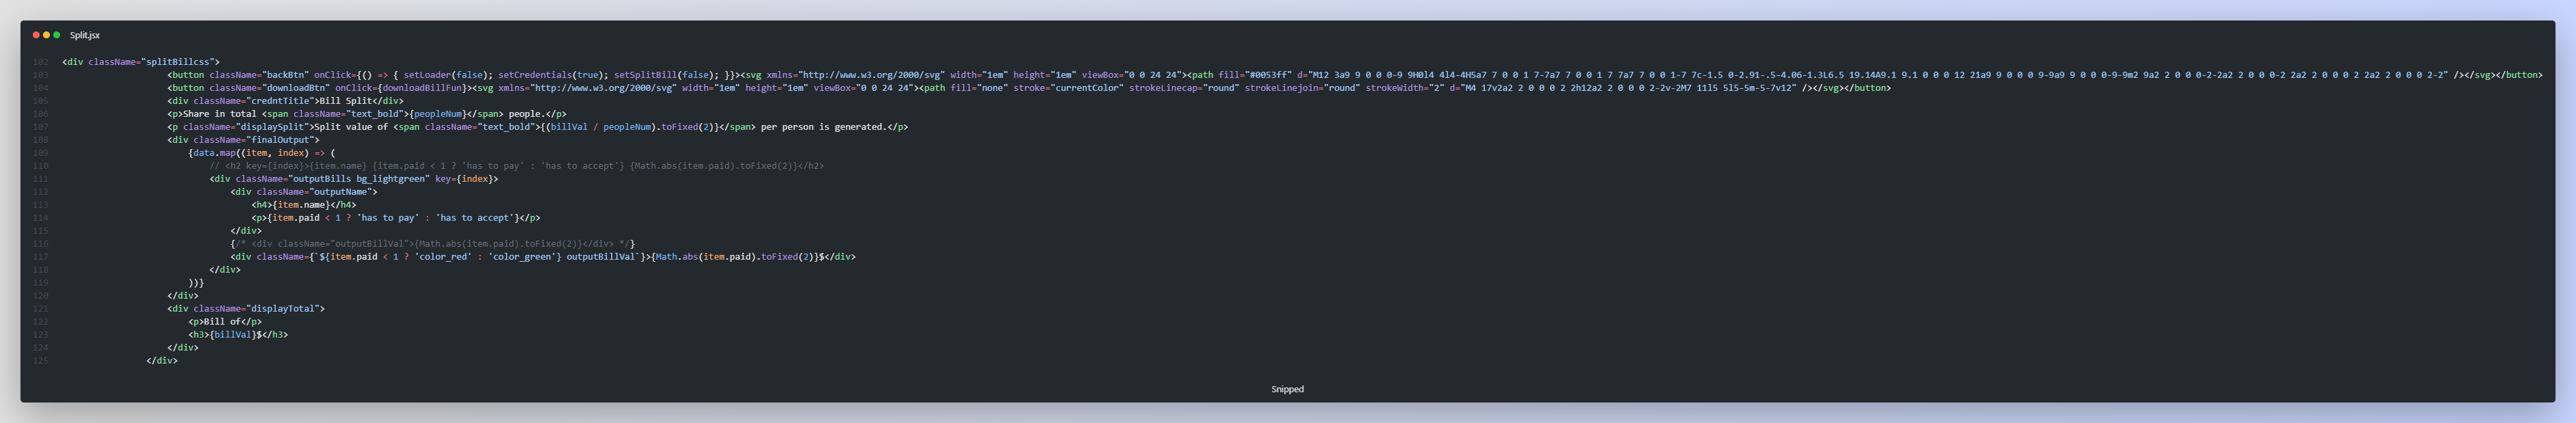 Split.jsx
102 <div className="splitBillcss">
103 <button className="backBtn" onClick={() => { setLoader(false); setCredentials(true); setSplitBill(false); }}><svg xmlns="http://www.w3.org/2000/svg" width="1em" height="1em" viewBox="0 0 24 24"><path fill="#0053ff" d="M12 3a9 9 0 0 0-9 9H0l4 4l4-4H5a7 7 0 0 1 7-7a7 7 0 0 1 7 7a7 7 0 0 1-7 7c-1.5 0-2.91-.5-4.06-1.3L6.5 19.14A9.1 9.1 0 0 0 12 21a9 9 0 0 0 9-9a9 9 0 0 0-9-9m2 9a2 2 0 0 0-2-2a2 2 0 0 0-2 2a2 2 0 0 0 2 2a2 2 0 0 0 2-2" /></svg></button>
104 <button className="downloadBtn" onClick={downloadBillFun}><svg xmlns="http://www.w3.org/2000/svg" width="1em" height="1em" viewBox="0 0 24 24"><path fill="none" stroke="currentColor" strokeLinecap="round" strokeLinejoin="round" strokeWidth="2" d="M4 17v2a2 2 0 0 0 2 2h12a2 2 0 0 0 2-2v-2M7 11l5 5l5-5m-5-7v12" /></svg></button>
105 <div className="credntTitle">Bill Split</div>
106 <p>Share in total <span className="text_bold">{peopleNum}</span> people.</p>
107 <p className="displaySplit">Split value of <span className="text_bold">{(billVal / peopleNum).toFixed(2)}</span> per person is generated.</p>
108 <div className="finalOutput">
109 {data.map((item, index) => (
110 // <h2 key={index}>{item.name} {item.paid < 1 ? 'has to pay' : 'has to accept'} {Math.abs(item.paid).toFixed(2)}</h2>
111 <div className="outputBills bg_lightgreen" key={index}>
112 <div className="outputName">
113 <h4>{item.name}</h4>
114 <p>{item.paid < 1 ? 'has to pay' : 'has to accept'}</p>
115 </div>
116 {/* <div className="outputBillVal">{Math.abs(item.paid).toFixed(2)}</div> */}
117 <div className={`${item.paid < 1 ? 'color_red' : 'color_green'} outputBillVal`}>{Math.abs(item.paid).toFixed(2)}$</div>
118 </div>
119 ))}
120 </div>
121 <div className="displayTotal">
122 <p>Bill of</p>
123 <h3>{billVal}$</h3>
124 </div>
125 </div>
Snipped